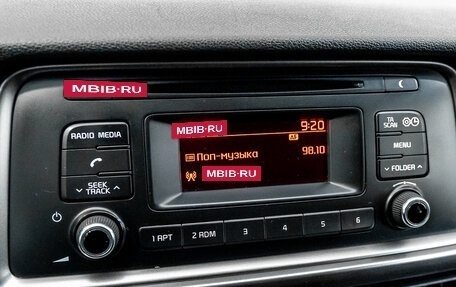 MBIB·RU
MBIB·RU 9:20
AS
Поп-музыка 98.10
MBIB·RU
RADIO MEDIA
SEEK
TRACK
TA
SCAN
MENU
FOLDER
1 RPT 2 RDM 3 4 5 6